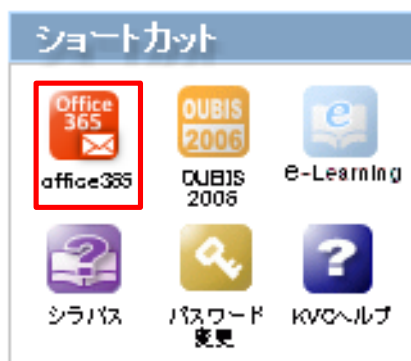 ショートカット
Office
365
office365
OUBIS
2006
OUBIS
2006
e
e-Learning
?
シラバス
パスワード
変更
?
KVCヘルプ